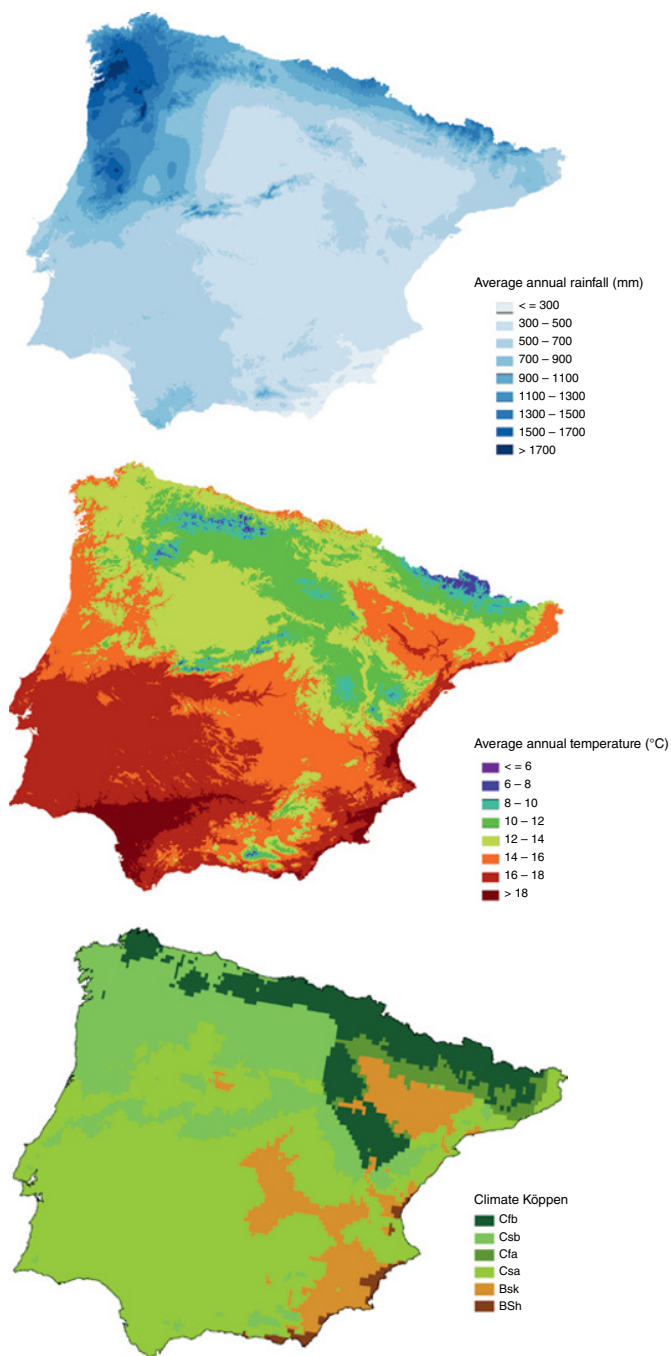 Average annual rainfall (mm)
< = 300
300 – 500
500 – 700
700 – 900
900 – 1100
1100 – 1300
1300 – 1500
1500 – 1700
> 1700
Average annual temperature (°C)
< = 6
6 – 8
8 – 10
10 – 12
12 – 14
14 – 16
16 – 18
> 18
Climate Köppen
Cfb
Csb
Cfa
Csa
Bsk
BSh